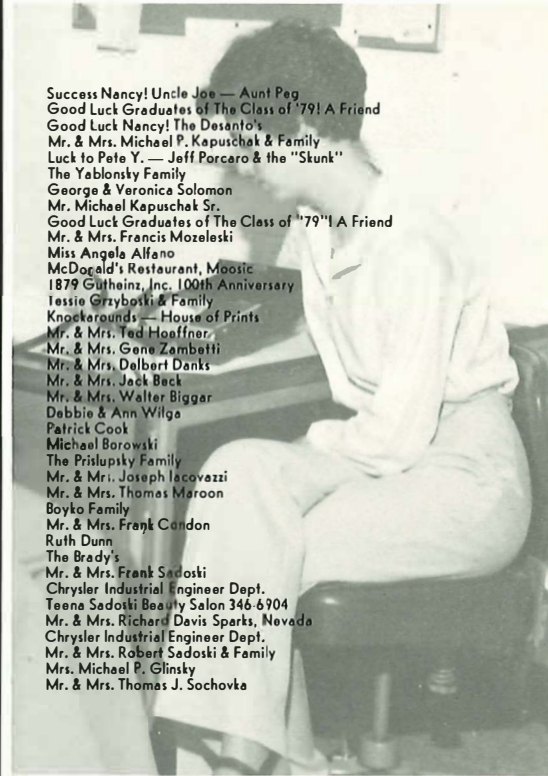 Success Nancy! Uncle Joe — Aunt Peg
Good Luck Graduates of The Class of '79! A Friend
Good Luck Nancy! The Desanto's
Mr. & Mrs. Michael P. Kapuschak & Family
Luck to Pete Y. — Jeff Porcaro & the "Skunk"
The Yablonsky Family
George & Veronica Solomon
Mr. Michael Kapuschak Sr.
Good Luck Graduates of The Class of "79"! A Friend
Mr. & Mrs. Francis Mozeleski
Miss Angela Alfano
McDonald's Restaurant, Moosic
1879 Gutheinz, Inc. 100th Anniversary
Tessie Grzyboski & Family
Knockarounds — House of Prints
Mr. & Mrs. Ted Hoeffner
Mr. & Mrs. Gene Zambetti
Mr. & Mrs. Delbert Danks
Mr. & Mrs. Jack Beck
Mr. & Mrs. Walter Biggar
Debbie & Ann Wilga
Patrick Cook
Michael Borowski
The Prislupsky Family
Mr. & Mrs. Joseph Iacovazzi
Mr. & Mrs. Thomas Maroon
Boyko Family
Mr. & Mrs. Frank Condon
Ruth Dunn
The Brady's
Mr. & Mrs. Frank Sadoski
Chrysler Industrial Engineer Dept.
Teena Sadoski Beauty Salon 346-6904
Mr. & Mrs. Richard Davis Sparks, Nevada
Chrysler Industrial Engineer Dept.
Mr. & Mrs. Robert Sadoski & Family
Mrs. Michael P. Glinsky
Mr. & Mrs. Thomas J. Sochovka